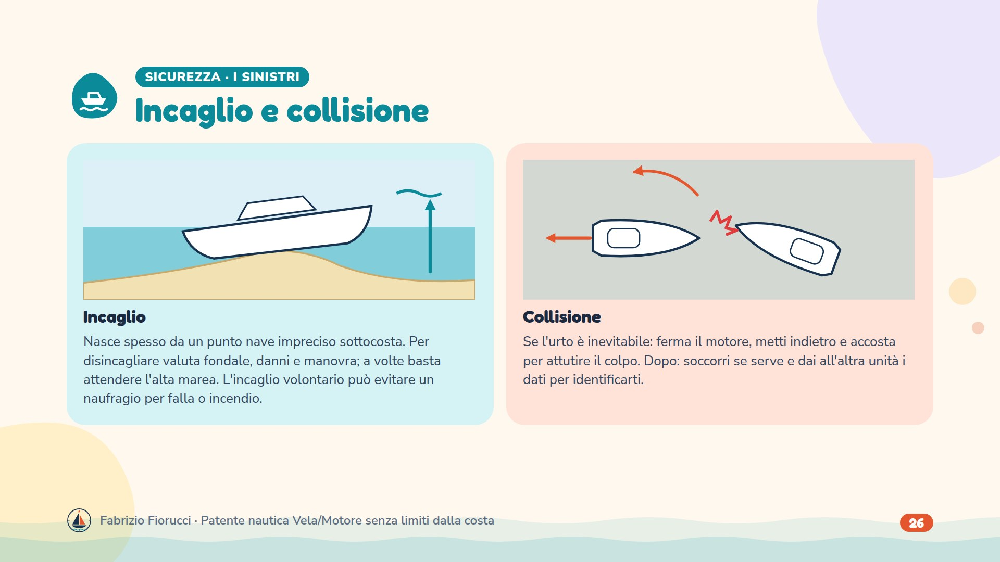 SICUREZZA · I SINISTRI
Incaglio e collisione
Incaglio
Nasce spesso da un punto nave impreciso sottocosta. Per
disincagliare valuta fondale, danni e manovra; a volte basta
attendere l'alta marea. L'incaglio volontario può evitare un
naufragio per falla o incendio.
Collisione
Se l'urto è inevitabile: ferma il motore, metti indietro e accosta
per attutire il colpo. Dopo: soccorri se serve e dai all'altra unità i
dati per identificarti.
Fabrizio Fiorucci · Patente nautica Vela/Motore senza limiti dalla costa
26